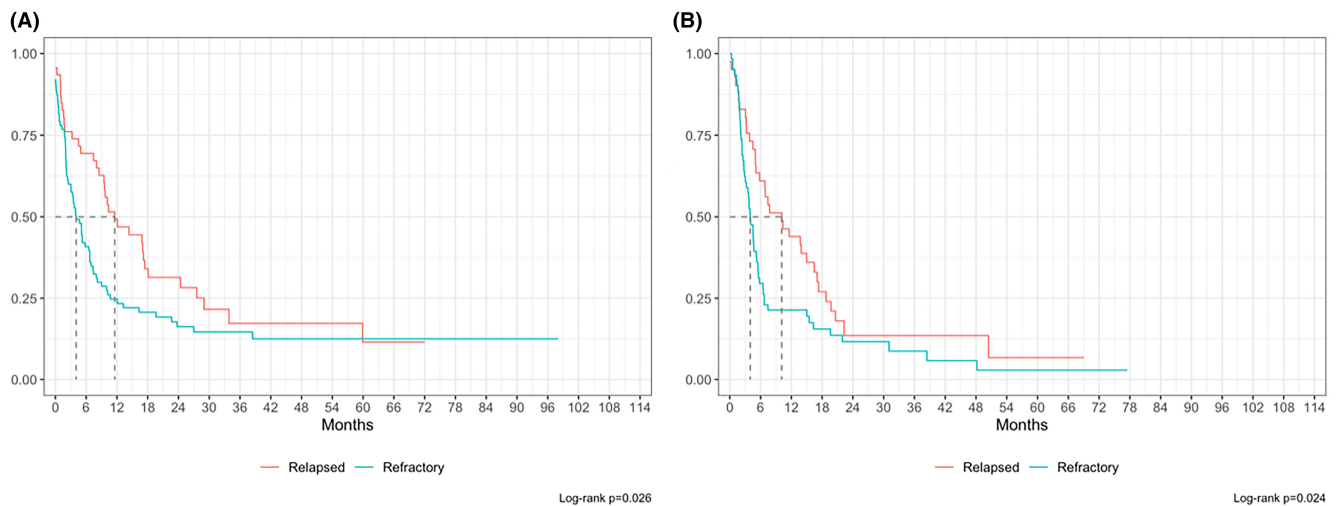 (A)
1.00
0.75
0.50
0.25
0.00
0 6 12 18 24 30 36 42 48 54 60 66 72 78 84 90 96 102 108 114
Months
Relapsed Refractory
Log-rank p=0.026
(B)
1.00
0.75
0.50
0.25
0.00
0 6 12 18 24 30 36 42 48 54 60 66 72 78 84 90 96 102 108 114
Months
Relapsed Refractory
Log-rank p=0.024